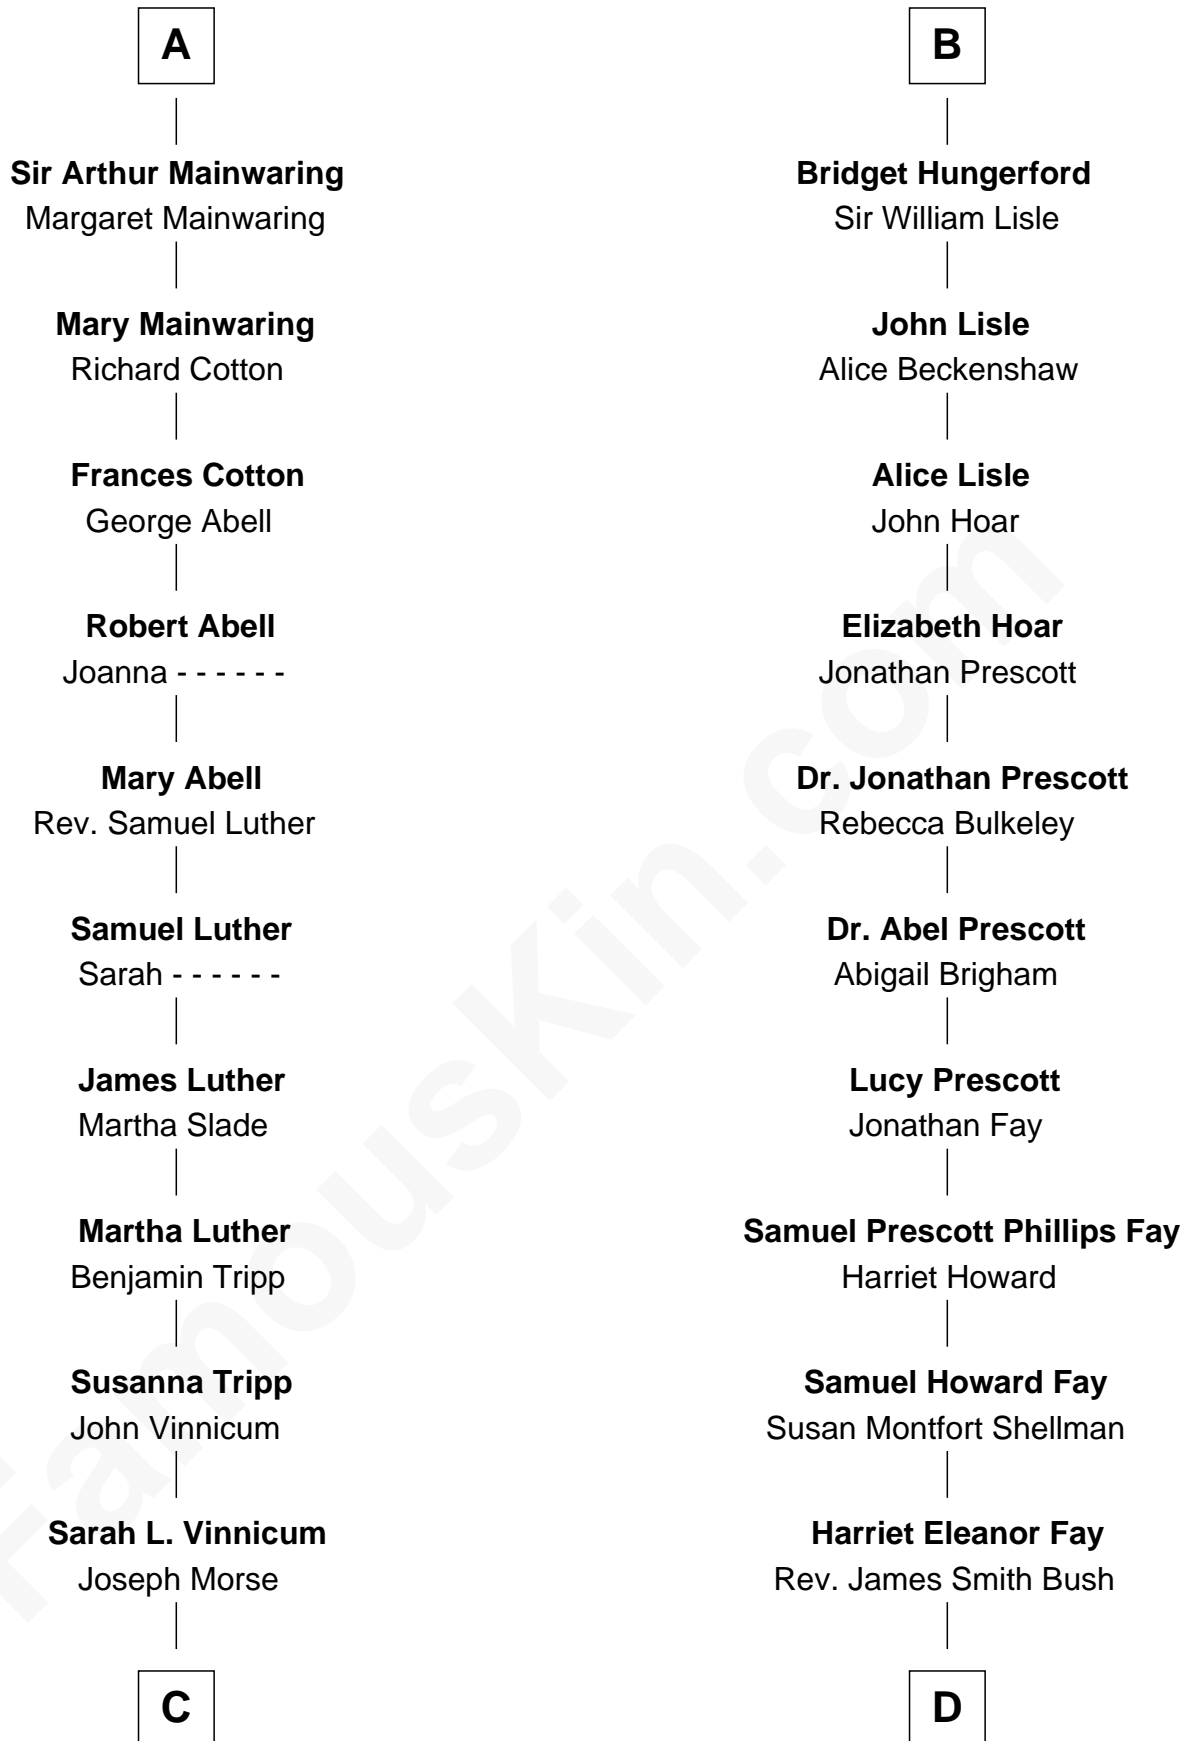 A
Sir Arthur Mainwaring
Margaret Mainwaring
Mary Mainwaring
Richard Cotton
Frances Cotton
George Abell
Robert Abell
Joanna - - - - - -
Mary Abell
Rev. Samuel Luther
Samuel Luther
Sarah - - - - - -
James Luther
Martha Slade
Martha Luther
Benjamin Tripp
Susanna Tripp
John Vinnicum
Sarah L. Vinnicum
Joseph Morse
C
B
Bridget Hungerford
Sir William Lisle
John Lisle
Alice Beckenshaw
Alice Lisle
John Hoar
Elizabeth Hoar
Jonathan Prescott
Dr. Jonathan Prescott
Rebecca Bulkeley
Dr. Abel Prescott
Abigail Brigham
Lucy Prescott
Jonathan Fay
Samuel Prescott Phillips Fay
Harriet Howard
Samuel Howard Fay
Susan Montfort Shellman
Harriet Eleanor Fay
Rev. James Smith Bush
D
FamousKin.com